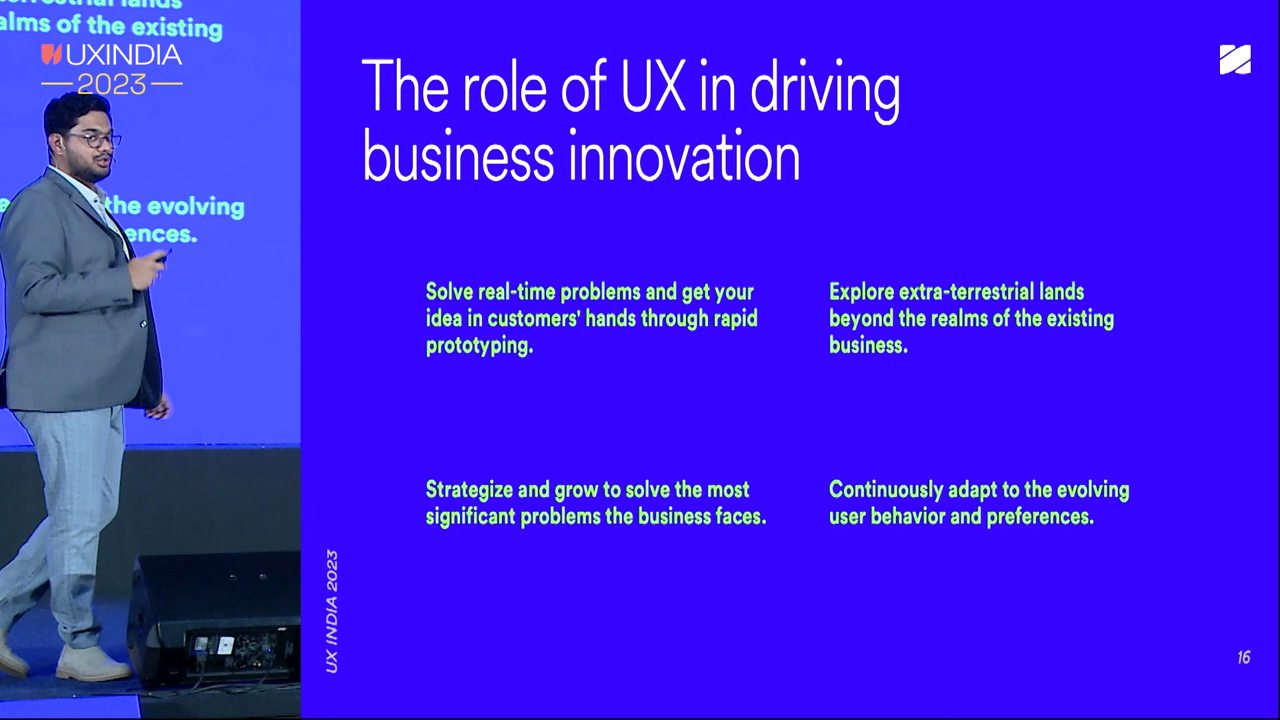 terrestrial lands
alms of the existing
UXINDIA
2023
the evolving
ences.
The role of UX in driving
business innovation
Solve real-time problems and get your
idea in customers' hands through rapid
prototyping.
Explore extra-terrestrial lands
beyond the realms of the existing
business.
Strategize and grow to solve the most
significant problems the business faces.
Continuously adapt to the evolving
user behavior and preferences.
UX INDIA 2023
16